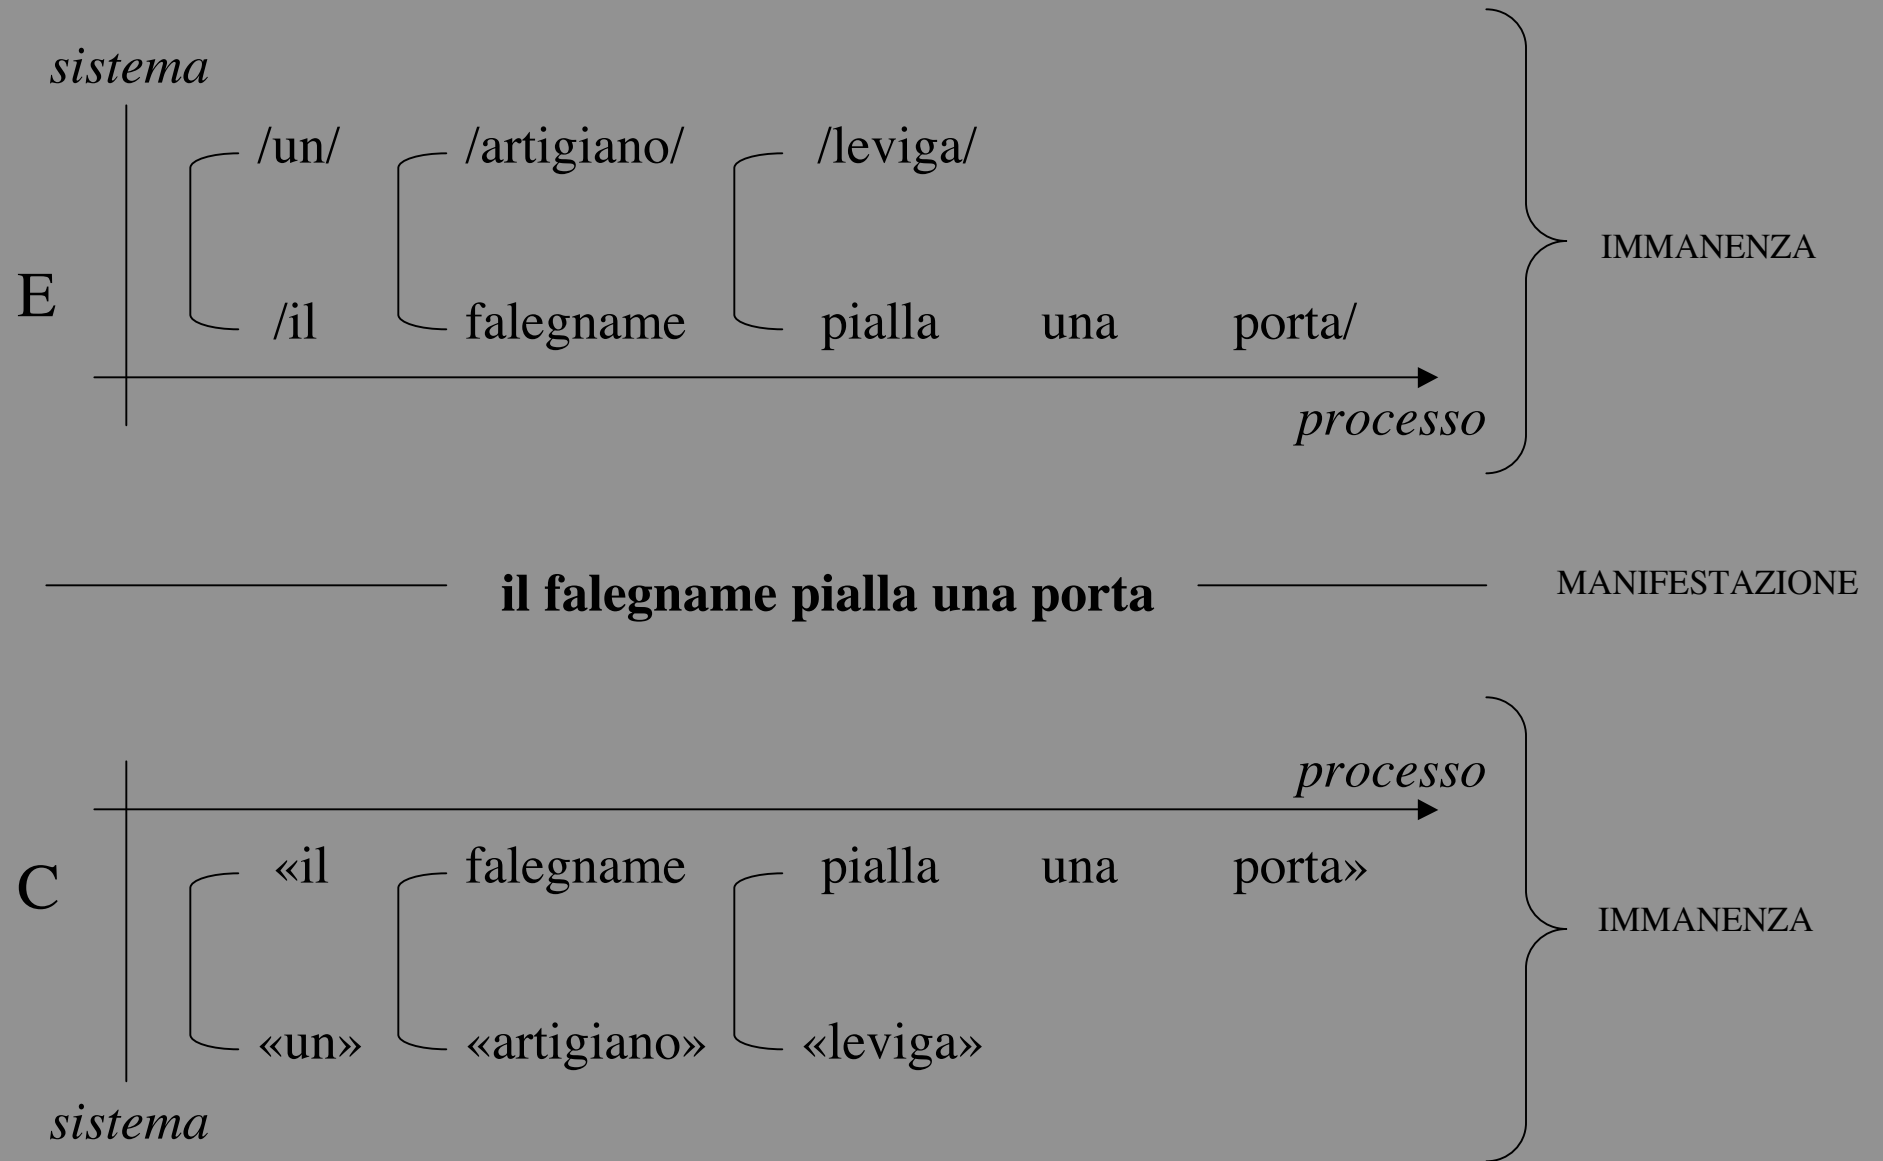 sistema
/un/ /artigiano/ /leviga/
IMMANENZA
E
/il falegname pialla una porta/
processo
il falegname pialla una porta
MANIFESTAZIONE
processo
«il falegname pialla una porta»
C
IMMANENZA
«un» «artigiano» «leviga»
sistema